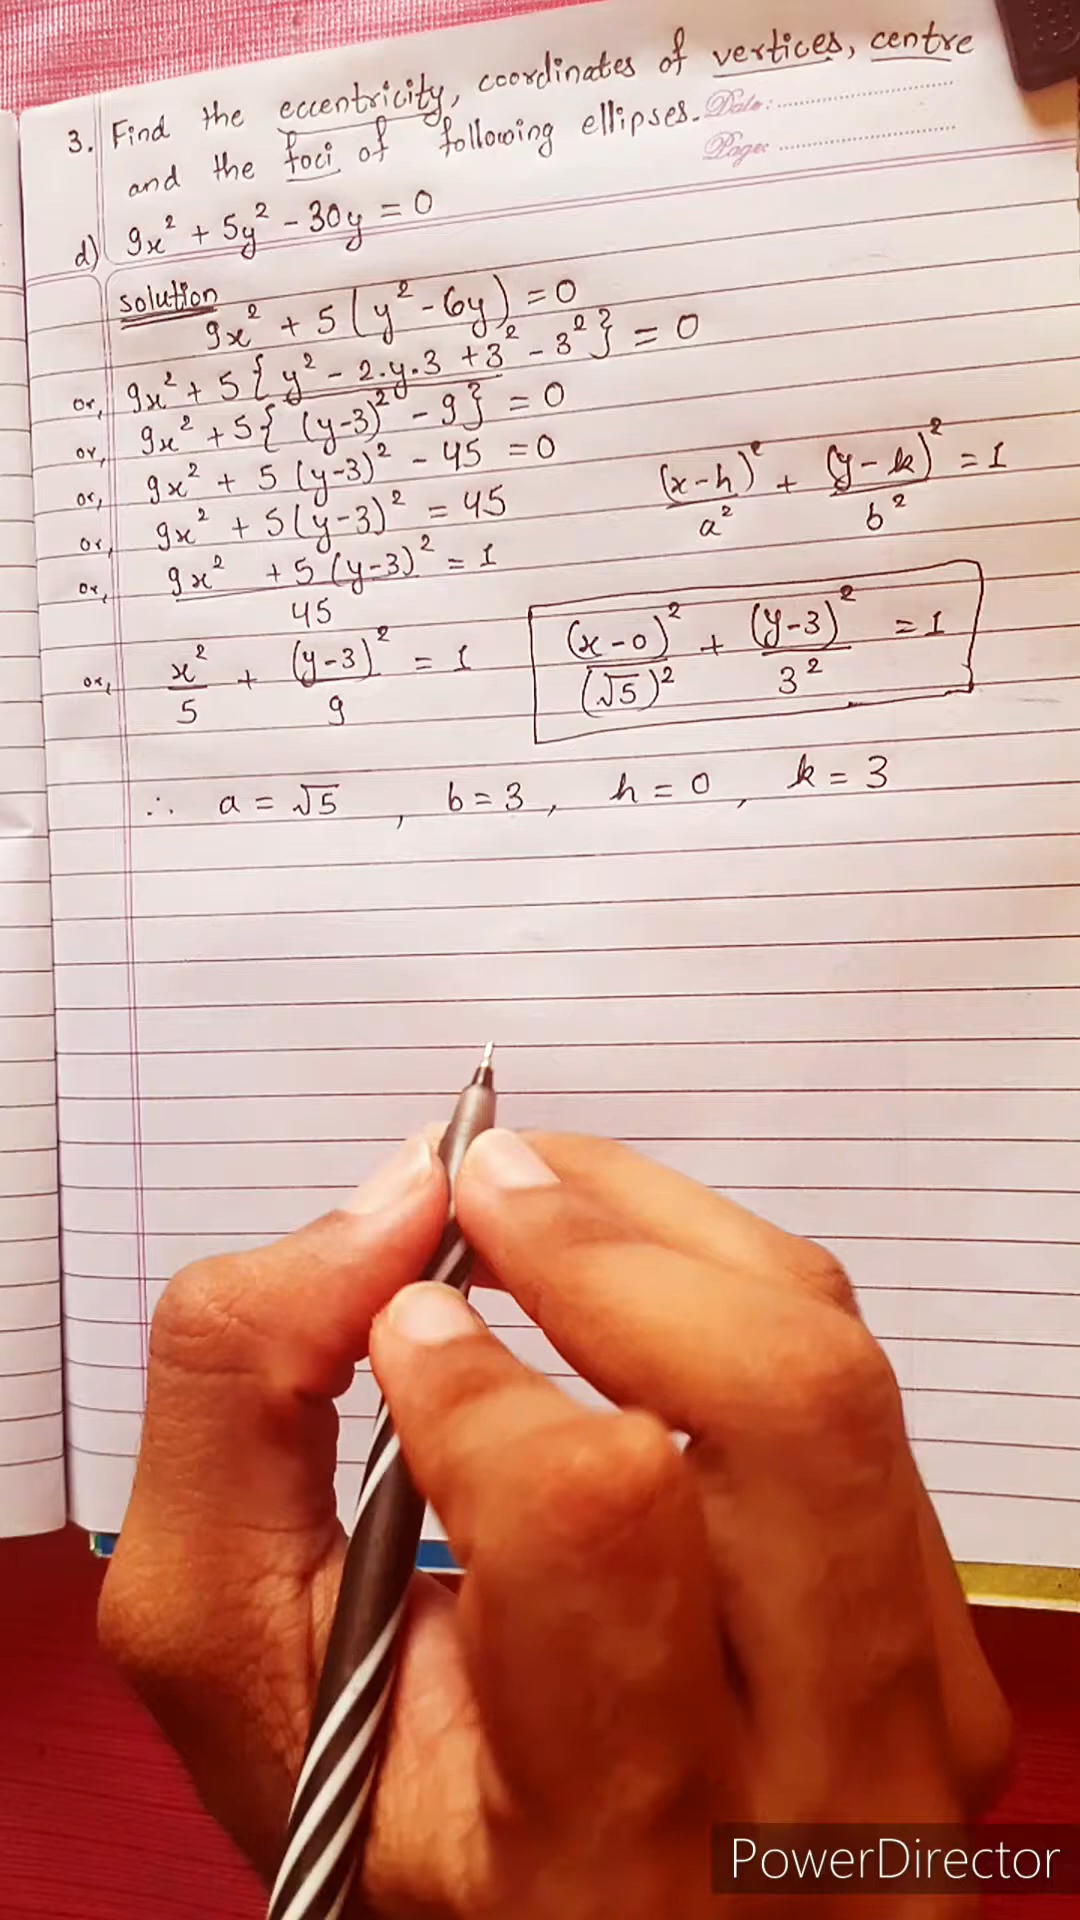 3. Find the eccentricity, coordinates of vertices, centre
and the foci of following ellipses.
Date:
Page:
d) 9x² + 5y² - 30y = 0
solution
9x² + 5(y² - 6y) = 0
or, 9x² + 5{y² - 2.y.3 + 3² - 3²} = 0
or, 9x² + 5{(y-3)² - 9} = 0
or, 9x² + 5(y-3)² - 45 = 0
or, 9x² + 5(y-3)² = 45
(x-h)²/a² + (y-k)²/b² = 1
or, 9x² + 5(y-3)²/45 = 1
or, x²/5 + (y-3)²/9 = 1
(x-0)²/(√5)² + (y-3)²/3² = 1
∴ a = √5, b = 3, h = 0, k = 3
PowerDirector